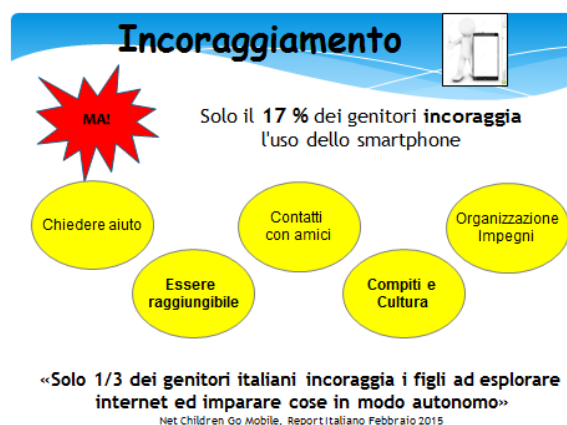 Incoraggiamento
MA!
Solo il 17 % dei genitori incoraggia
l'uso dello smartphone
Chiedere aiuto
Contatti
con amici
Organizzazione
Impegni
Essere
raggiungibile
Compiti e
Cultura
«Solo 1/3 dei genitori italiani incoraggia i figli ad esplorare
internet ed imparare cose in modo autonomo»
Net Children Go Mobile, Report Italiano Febbraio 2015